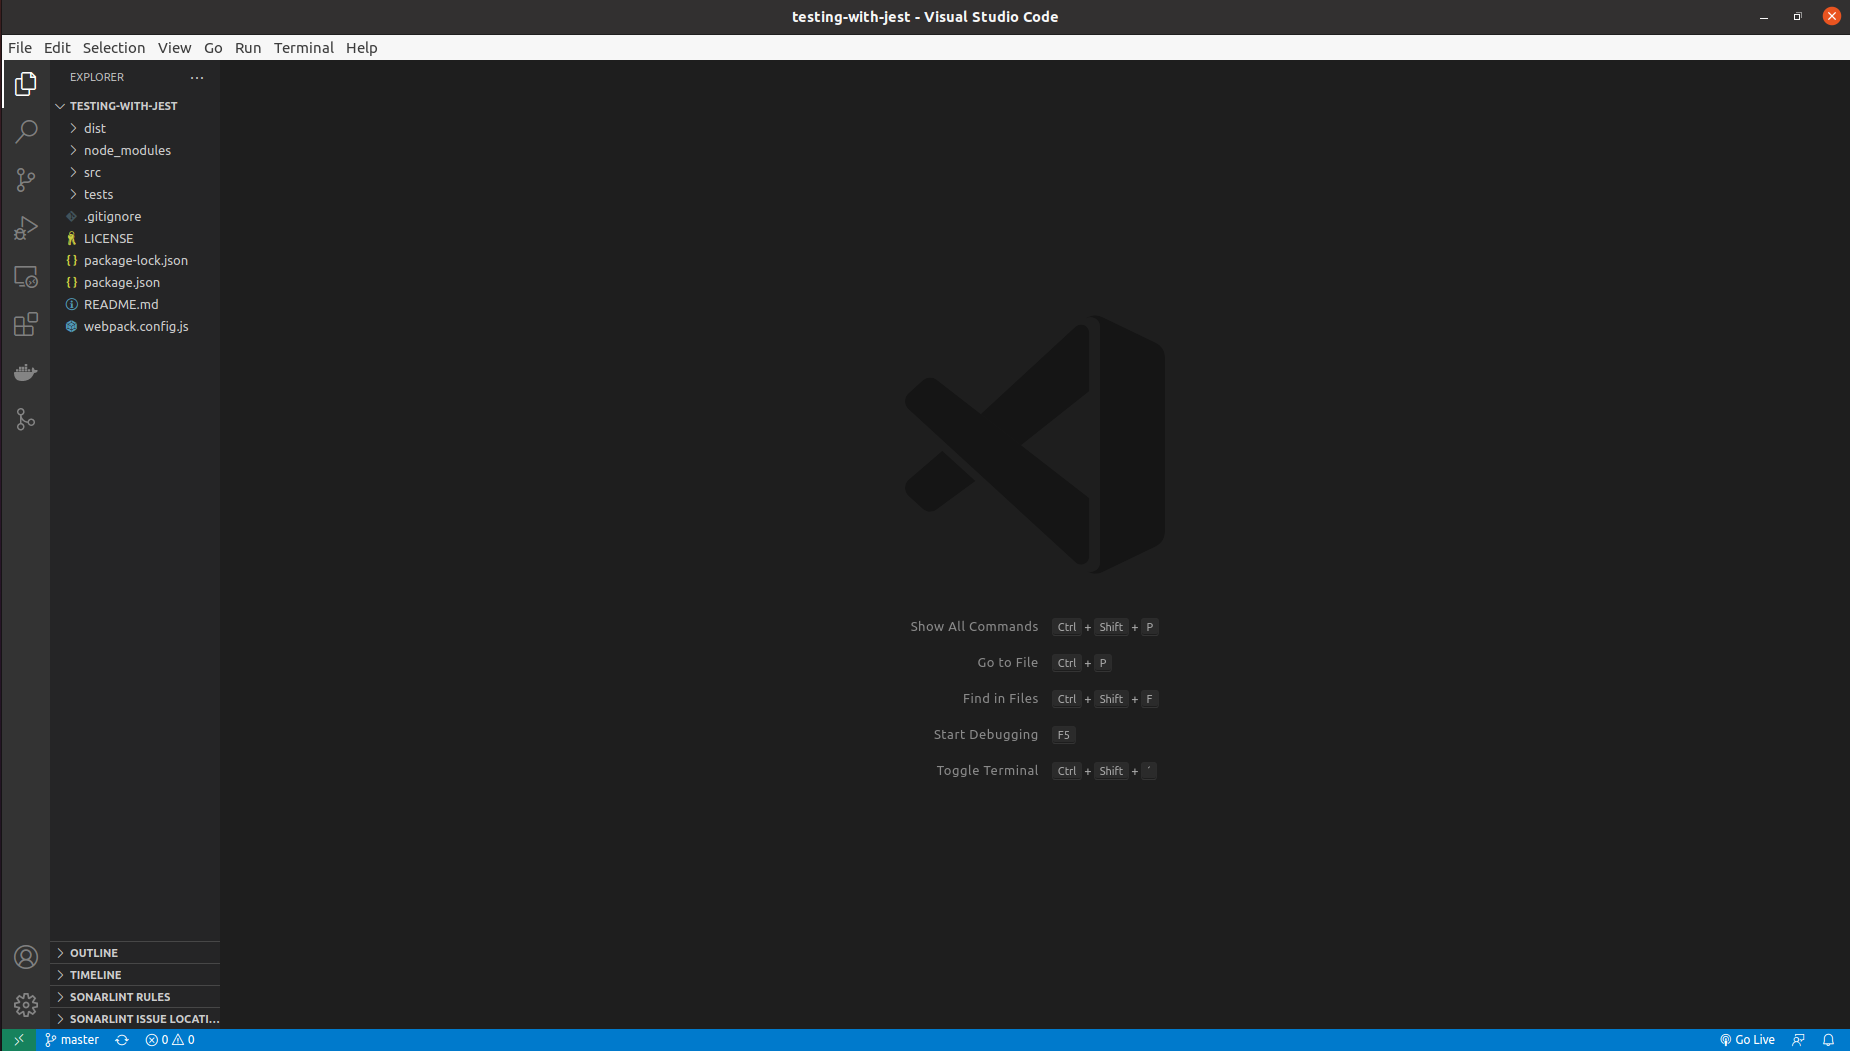 testing-with-jest - Visual Studio Code
File Edit Selection View Go Run Terminal Help
EXPLORER
TESTING-WITH-JEST
dist
node_modules
src
tests
.gitignore
LICENSE
package-lock.json
package.json
README.md
webpack.config.js
Show All Commands Ctrl + Shift + P
Go to File Ctrl + P
Find in Files Ctrl + Shift + F
Start Debugging F5
Toggle Terminal Ctrl + Shift + `
OUTLINE
TIMELINE
SONARLINT RULES
SONARLINT ISSUE LOCATI...
master 0 0 Go Live